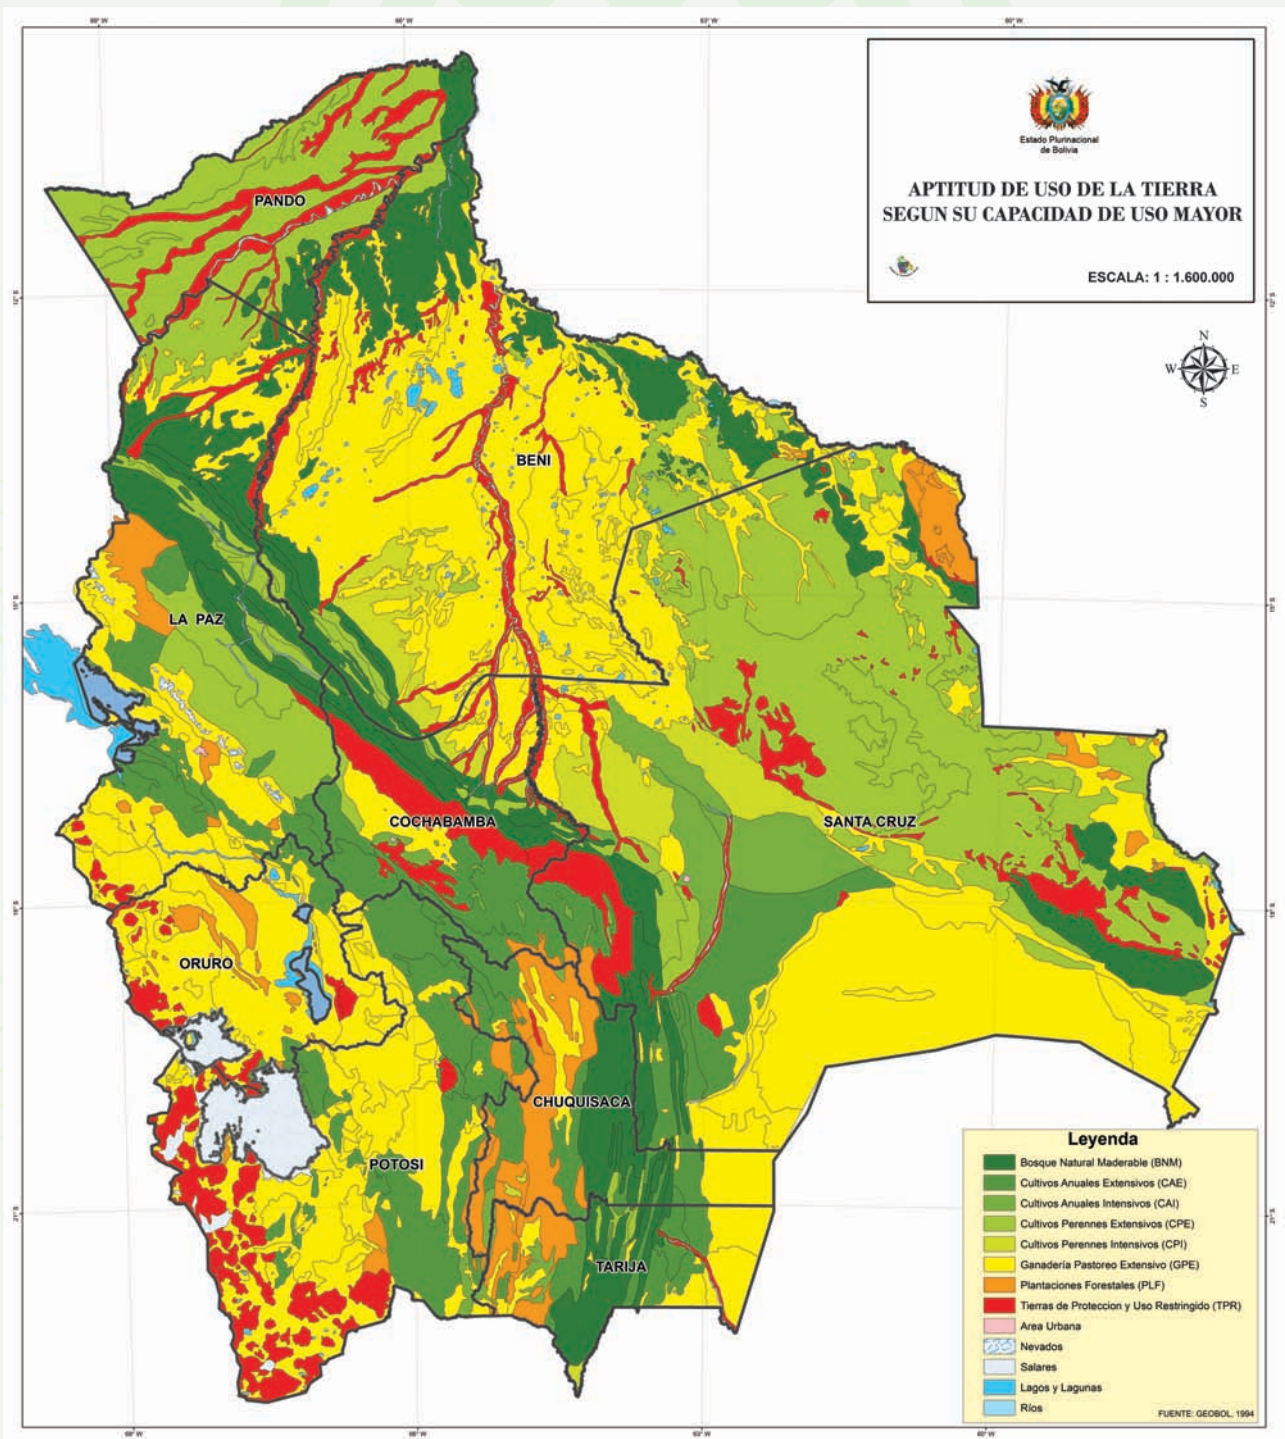 Estado Plurinacional
de Bolivia
APTITUD DE USO DE LA TIERRA
SEGUN SU CAPACIDAD DE USO MAYOR
ESCALA: 1 : 1.600.000
N
W
E
S
PANDO
BENI
LA PAZ
COCHABAMBA
SANTA CRUZ
ORURO
CHUQUISACA
POTOSI
TARIJA
Leyenda
Bosque Natural Maderable (BNM)
Cultivos Anuales Extensivos (CAE)
Cultivos Anuales Intensivos (CAI)
Cultivos Perennes Extensivos (CPE)
Cultivos Perennes Intensivos (CPI)
Ganadería Pastoreo Extensivo (GPE)
Plantaciones Forestales (PLF)
Tierras de Proteccion y Uso Restringido (TPR)
Area Urbana
Nevados
Salares
Lagos y Lagunas
Ríos
FUENTE: GEOBOL, 1994